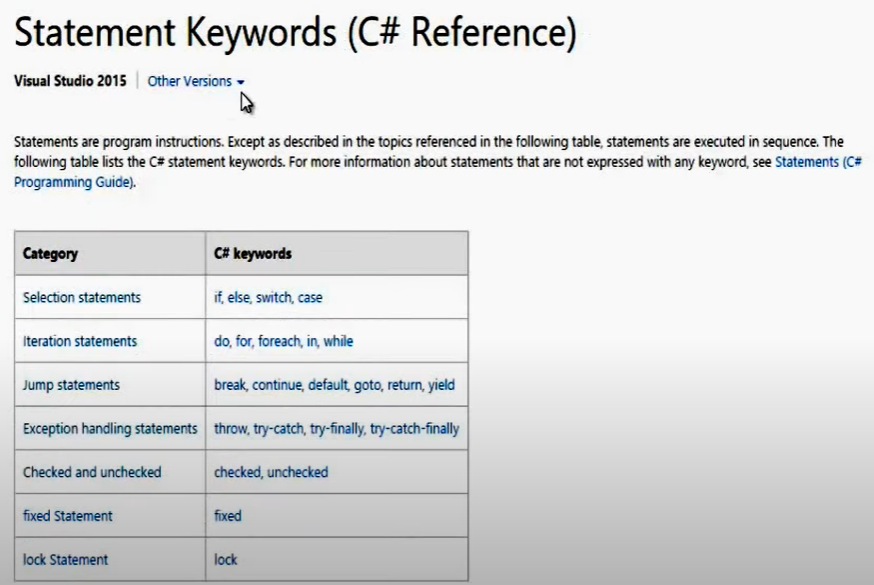 Statement Keywords (C# Reference)
Visual Studio 2015 | Other Versions
Statements are program instructions. Except as described in the topics referenced in the following table, statements are executed in sequence. The
following table lists the C# statement keywords. For more information about statements that are not expressed with any keyword, see Statements (C#
Programming Guide).
Category C# keywords
Selection statements if, else, switch, case
Iteration statements do, for, foreach, in, while
Jump statements break, continue, default, goto, return, yield
Exception handling statements throw, try-catch, try-finally, try-catch-finally
Checked and unchecked checked, unchecked
fixed Statement fixed
lock Statement lock